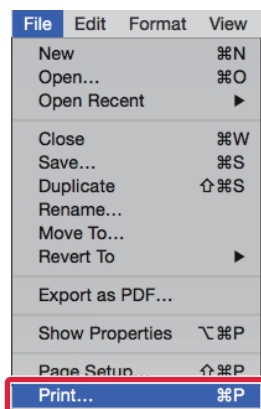 File Edit Format View
New ⌘N
Open... ⌘O
Open Recent ▶
Close ⌘W
Save... ⌘S
Duplicate ⇧⌘S
Rename...
Move To...
Revert To ▶
Export as PDF...
Show Properties ⌥⌘P
Page Setup... ⇧⌘P
Print... ⌘P